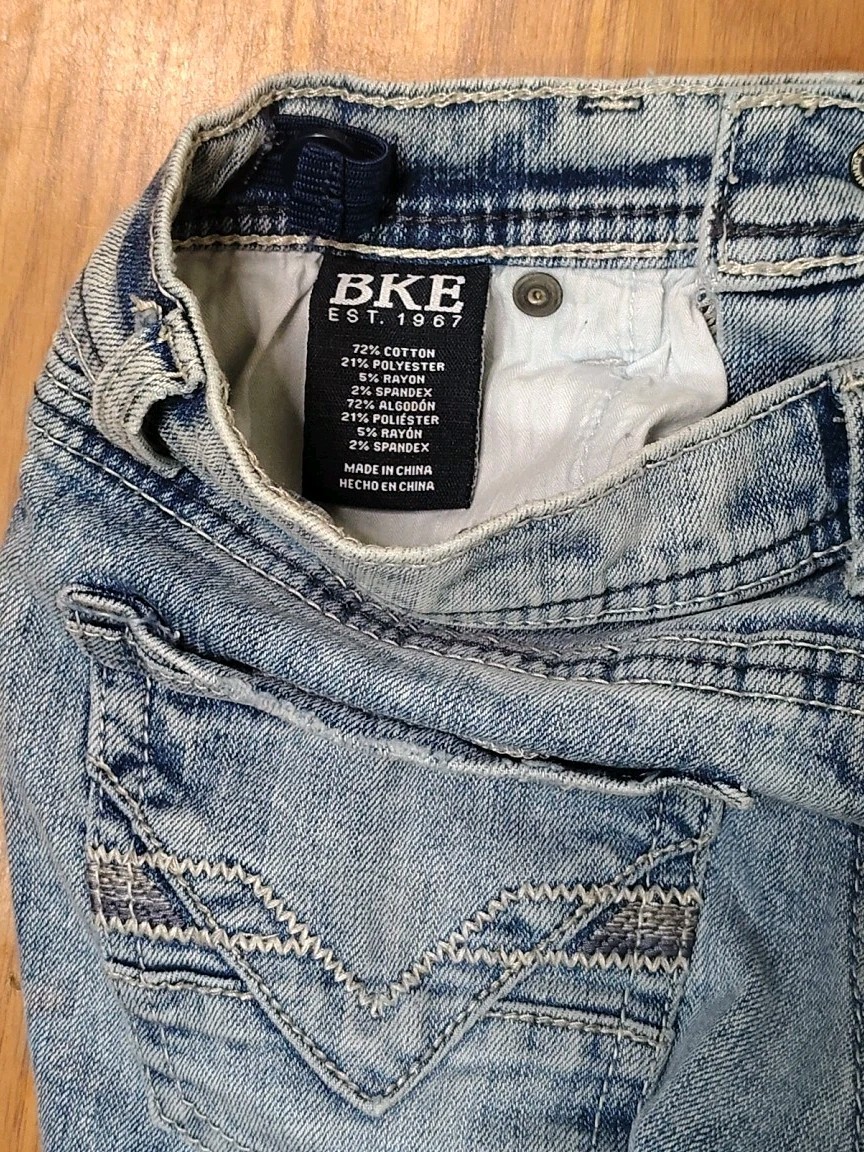 BKE
EST. 1967
72% COTTON
21% POLYESTER
5% RAYON
2% SPANDEX
72% ALGODÓN
21% POLIÉSTER
5% RAYÓN
2% SPANDEX
MADE IN CHINA
HECHO EN CHINA